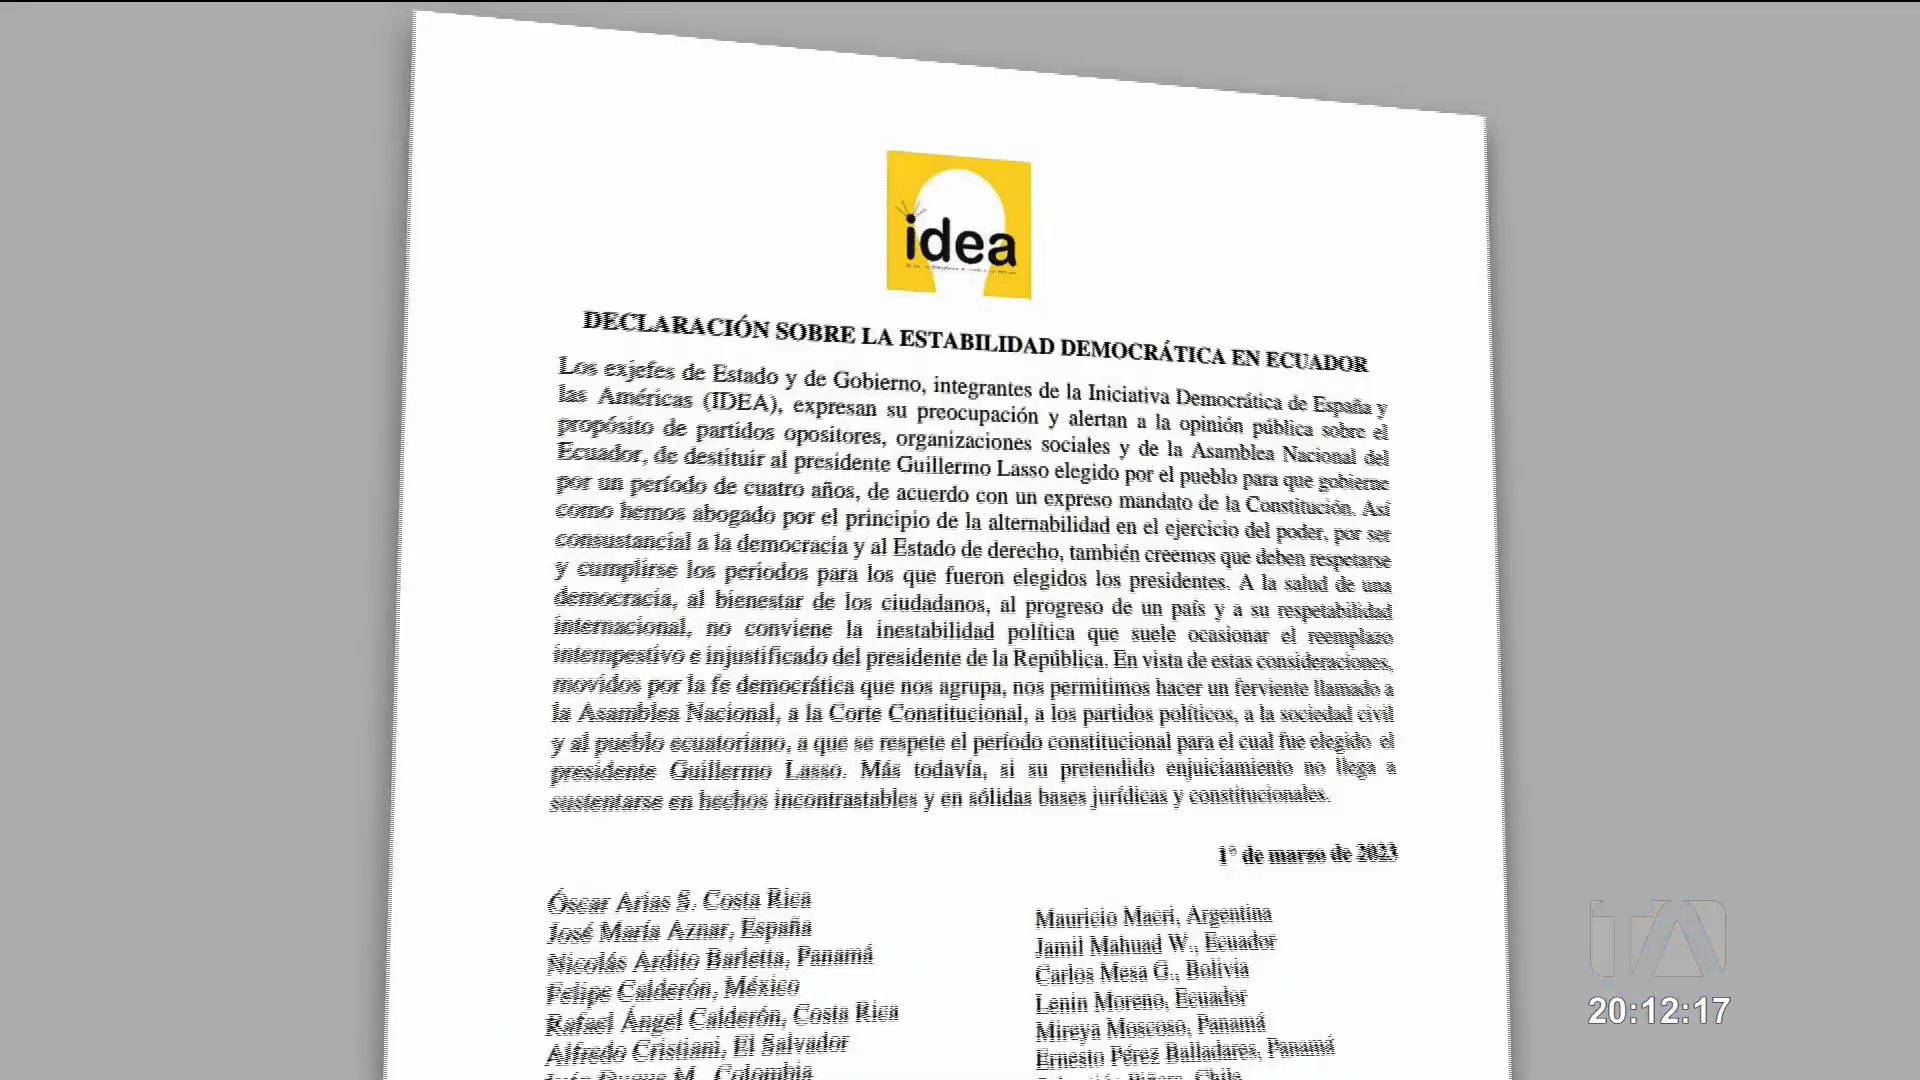 idea
DECLARACIÓN SOBRE LA ESTABILIDAD DEMOCRÁTICA EN ECUADOR
Los exjefes de Estado y de Gobierno, integrantes de la Iniciativa Democrática de España y
las Américas (IDEA), expresan su preocupación y alertan a la opinión pública sobre el
propósito de partidos opositores, organizaciones sociales y de la Asamblea Nacional del
Ecuador, de destituir al presidente Guillermo Lasso elegido por el pueblo para que gobierne
por un período de cuatro años, de acuerdo con un expreso mandato de la Constitución. Así
como hemos abogado por el principio de la alternabilidad en el ejercicio del poder, por ser
consustancial a la democracia y al Estado de derecho, también creemos que deben respetarse
y cumplirse los períodos para los que fueron elegidos los presidentes. A la salud de una
democracia, al bienestar de los ciudadanos, al progreso de un país y a su respetabilidad
internacional, no conviene la inestabilidad política que suele ocasionar el reemplazo
intempestivo e injustificado del presidente de la República. En vista de estas consideraciones,
movidos por la fe democrática que nos agrupa, nos permitimos hacer un ferviente llamado a
la Asamblea Nacional, a la Corte Constitucional, a los partidos políticos, a la sociedad civil
y al pueblo ecuatoriano, a que se respete el período constitucional para el cual fue elegido el
presidente Guillermo Lasso. Más todavía, si su pretendido enjuiciamiento no llega a
sustentarse en hechos incontrastables y en sólidas bases jurídicas y constitucionales.
1° de marzo de 2023
Óscar Arias S. Costa Rica
José María Aznar, España
Nicolás Ardito Barletta, Panamá
Felipe Calderón, México
Rafael Ángel Calderón, Costa Rica
Alfredo Cristiani, El Salvador
Iván Duque M., Colombia
Mauricio Macri, Argentina
Jamil Mahuad W., Ecuador
Carlos Mesa G., Bolivia
Lenin Moreno, Ecuador
Mireya Moscoso, Panamá
Ernesto Pérez Balladares, Panamá
Sebastián Piñera, Chile
TA
20:12:17